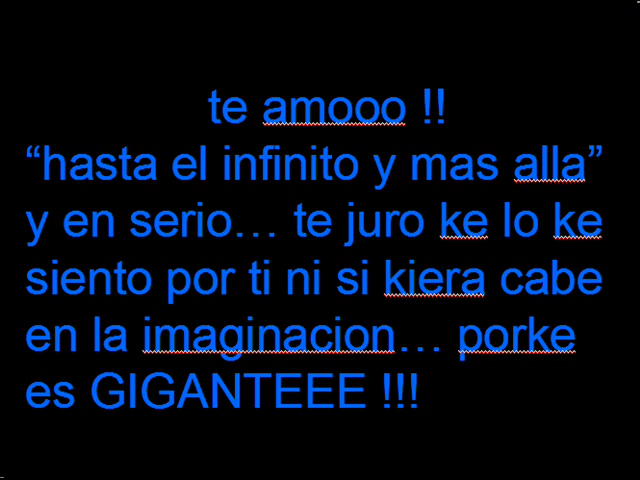 te amooo !!
“hasta el infinito y mas alla”
y en serio… te juro ke lo ke
siento por ti ni si kiera cabe
en la imaginacion… porke
es GIGANTEEE !!!